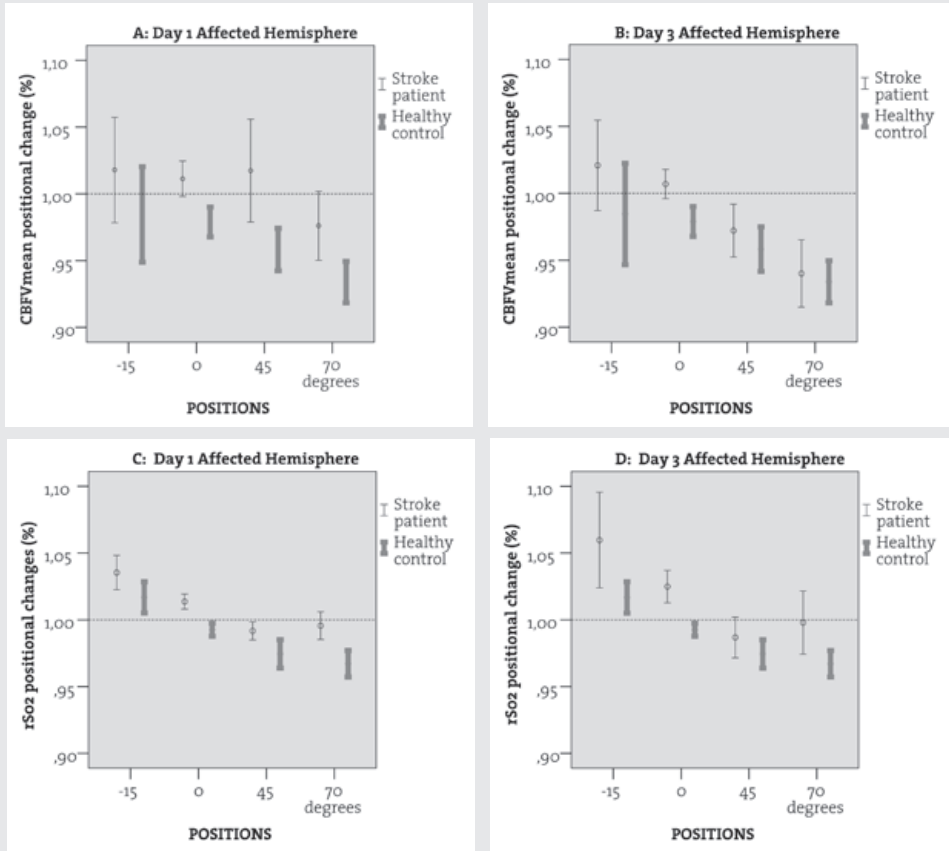 A: Day 1 Affected Hemisphere
CBFVmean positional change (%)
1,10
1,05
1,00
,95
,90
-15
0
45
70
degrees
POSITIONS
Stroke
patient
Healthy
control
B: Day 3 Affected Hemisphere
CBFVmean positional change (%)
1,10
1,05
1,00
,95
,90
-15
0
45
70
degrees
POSITIONS
Stroke
patient
Healthy
control
C: Day 1 Affected Hemisphere
rSo2 positional changes (%)
1,10
1,05
1,00
,95
,90
-15
0
45
70
degrees
POSITIONS
Stroke
patient
Healthy
control
D: Day 3 Affected Hemisphere
rSo2 positional change (%)
1,10
1,05
1,00
,95
,90
-15
0
45
70
degrees
POSITIONS
Stroke
patient
Healthy
control